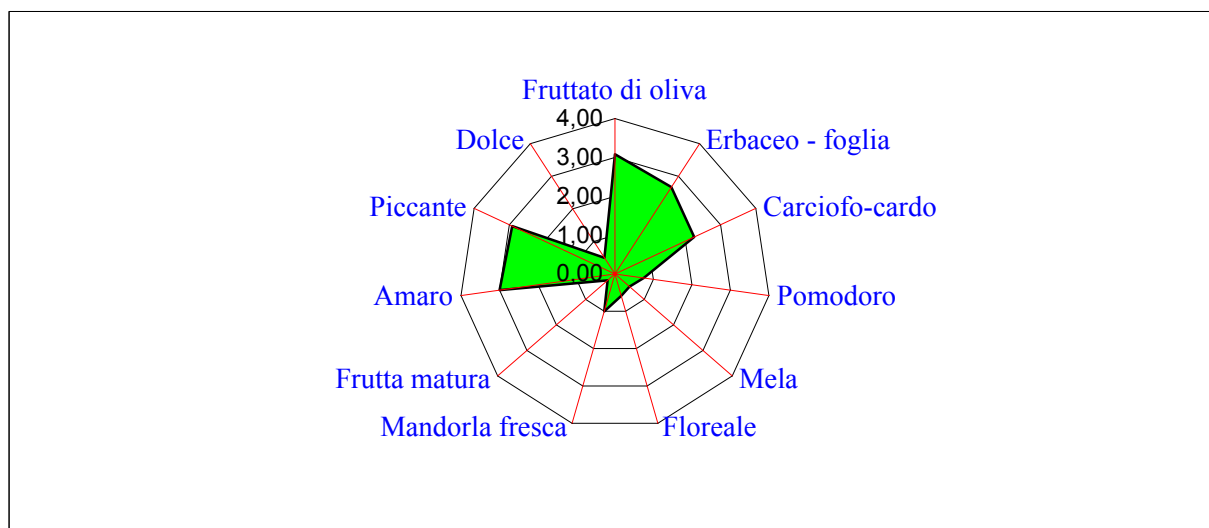 Fruttato di oliva
4,00
Dolce
Erbaceo - foglia
3,00
Piccante
2,00
Carciofo-cardo
1,00
0,00
Amaro
Pomodoro
Frutta matura
Mela
Mandorla fresca
Floreale